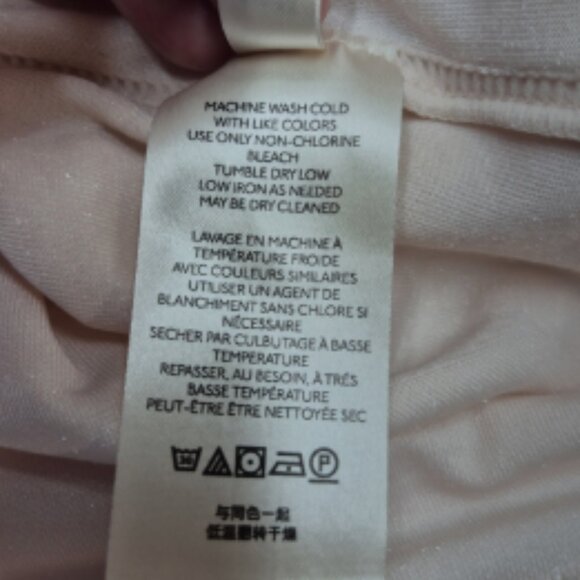 MACHINE WASH COLD
WITH LIKE COLORS
USE ONLY NON-CHLORINE
BLEACH
TUMBLE DRY LOW
LOW IRON AS NEEDED
MAY BE DRY CLEANED
LAVAGE EN MACHINE À
TEMPÉRATURE FROIDE
AVEC COULEURS SIMILAIRES
UTILISER UN AGENT DE
BLANCHIMENT SANS CHLORE SI
NÉCESSAIRE
SECHER PAR CULBUTAGE À BASSE
TEMPÉRATURE
REPASSER, AU BESOIN, À TRÈS
BASSE TEMPÉRATURE
PEUT-ÊTRE ÊTRE NETTOYÉE SEC
30 P
与同色一起
低温翻转干燥